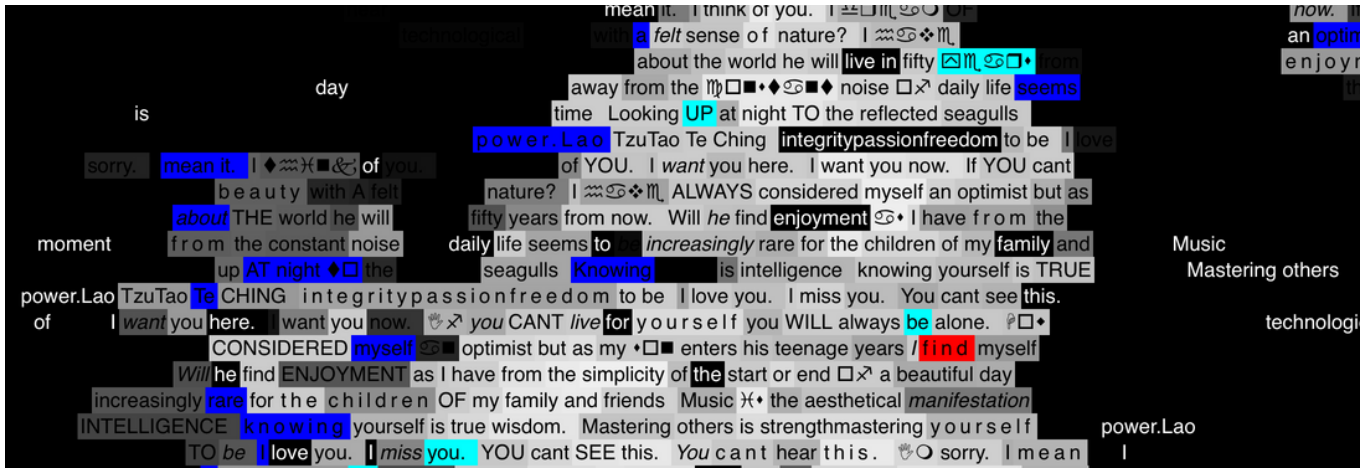 mean it. I think of you. I ♎︎❒♏︎♋︎❍ OF now. If
technological with a felt sense of nature? I ♒︎♋︎❖♏︎ an optim
about the world he will live in fifty ⍓♏︎♋︎❒⬧ from enjoy
day away from the ♍︎□■⬧⧫♋︎■⧫ noise □♐︎ daily life seems th
is time Looking UP at night TO the reflected seagulls
power.Lao TzuTao Te Ching integritypassionfreedom to be I love
sorry. mean it. I ⧫♒︎♓︎■🙵 of you. of YOU. I want you here. I want you now. If YOU cant
beauty with A felt nature? I ♒︎♋︎❖♏︎ ALWAYS considered myself an optimist but as
about THE world he will fifty years from now. Will he find enjoyment ♋︎⬧ I have from the
moment from the constant noise daily life seems to be increasingly rare for the children of my family and Music
up AT night ⧫□ the seagulls Knowing is intelligence knowing yourself is TRUE Mastering others
power.Lao TzuTao Te CHING integritypassionfreedom to be I love you. I miss you. You cant see this.
of I want you here. I want you now. 🖐︎♐︎ you CANT live for yourself you WILL always be alone. 👂︎□⬧ technologi
CONSIDERED myself ♋︎■ optimist but as my ⬧□■ enters his teenage years I find myself
Will he find ENJOYMENT as I have from the simplicity of the start or end □♐︎ a beautiful day
increasingly rare for the children OF my family and friends Music ♓︎⬧ the aesthetical manifestation
INTELLIGENCE knowing yourself is true wisdom. Mastering others is strengthmastering yourself power.Lao
TO be I love you. I miss you. YOU cant SEE this. You cant hear this. 🖐︎❍ sorry. I mean I